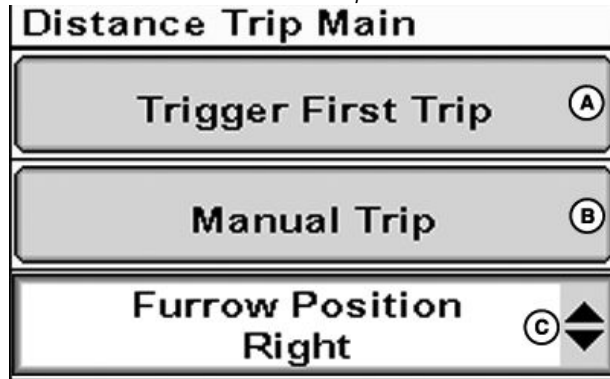 Distance Trip Main
Trigger First Trip A
Manual Trip B
Furrow Position
Right C